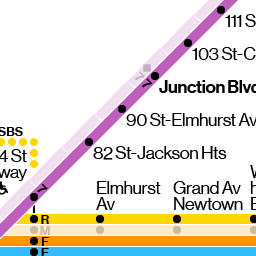 111 S
103 St-C
7
7
Junction Blvd
90 St-Elmhurst Av
82 St-Jackson Hts
SBS
4 St
way
7
Elmhurst
Av
Grand Av
Newtown
R
M
F
E